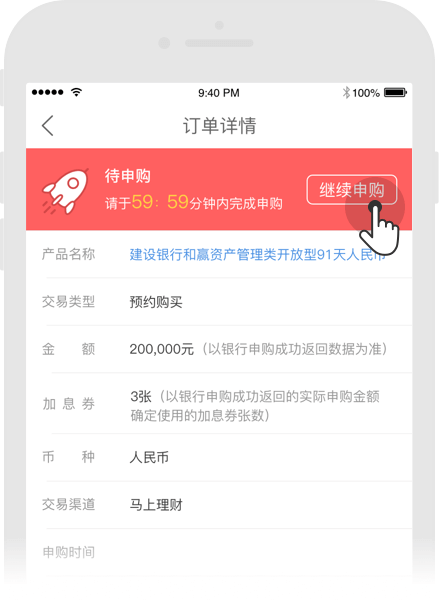 9:40 PM
100%
订单详情
待申购
请于59：59分钟内完成申购
继续申购
产品名称 建设银行和赢资产管理类开放型91天人民币
交易类型 预约购买
金 额 200,000元（以银行申购成功返回数据为准）
加 息 券 3张（以银行申购成功返回的实际申购金额
确定使用的加息券张数）
币 种 人民币
交易渠道 马上理财
申购时间